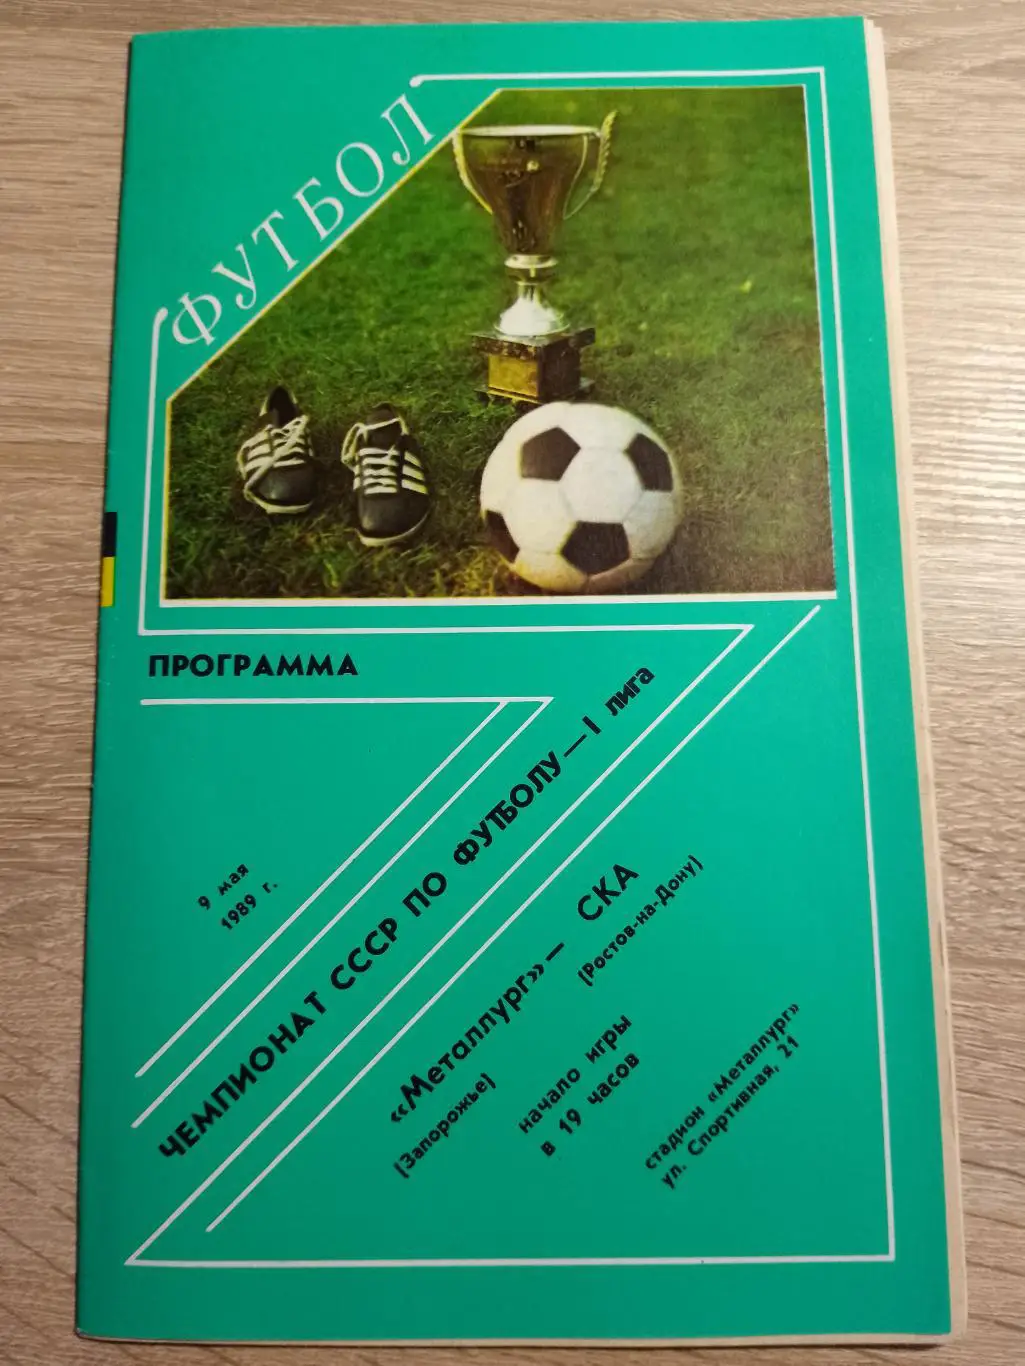 ФУТБОЛ
ПРОГРАММА
9 мая
1989 г.
ЧЕМПИОНАТ СССР ПО ФУТБОЛУ — I лига
«Металлург» — СКА
(Запорожье)
(Ростов-на-Дону)
начало игры
в 19 часов
стадион «Металлург»
ул. Спортивная, 21